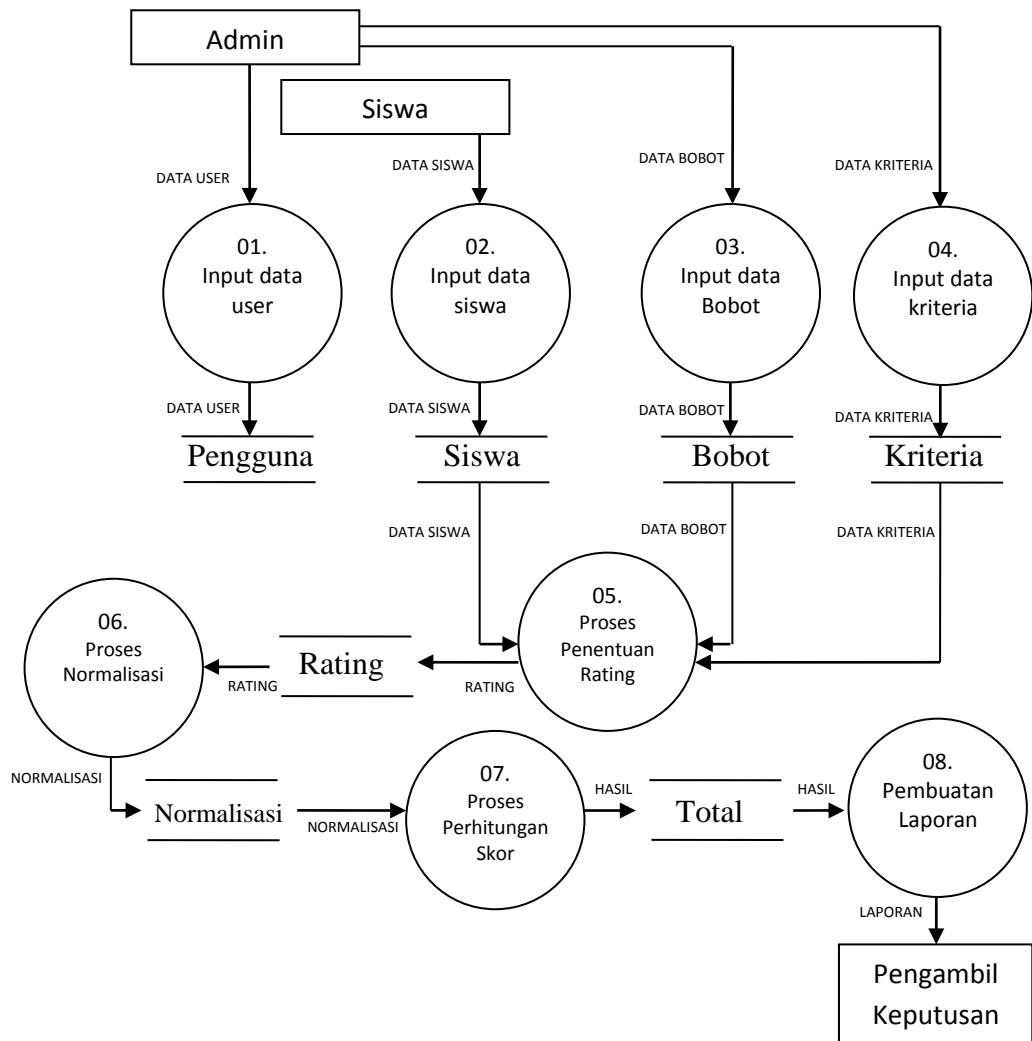 Admin
Siswa
DATA USER
DATA SISWA
DATA BOBOT
DATA KRITERIA
01.
Input data
user
02.
Input data
siswa
03.
Input data
Bobot
04.
Input data
kriteria
DATA USER
DATA SISWA
DATA BOBOT
DATA KRITERIA
Pengguna
Siswa
Bobot
Kriteria
DATA SISWA
DATA BOBOT
DATA KRITERIA
05.
Proses
Penentuan
Rating
RATING
Rating
RATING
06.
Proses
Normalisasi
NORMALISASI
Normalisasi
NORMALISASI
07.
Proses
Perhitungan
Skor
HASIL
Total
HASIL
08.
Pembuatan
Laporan
LAPORAN
Pengambil
Keputusan